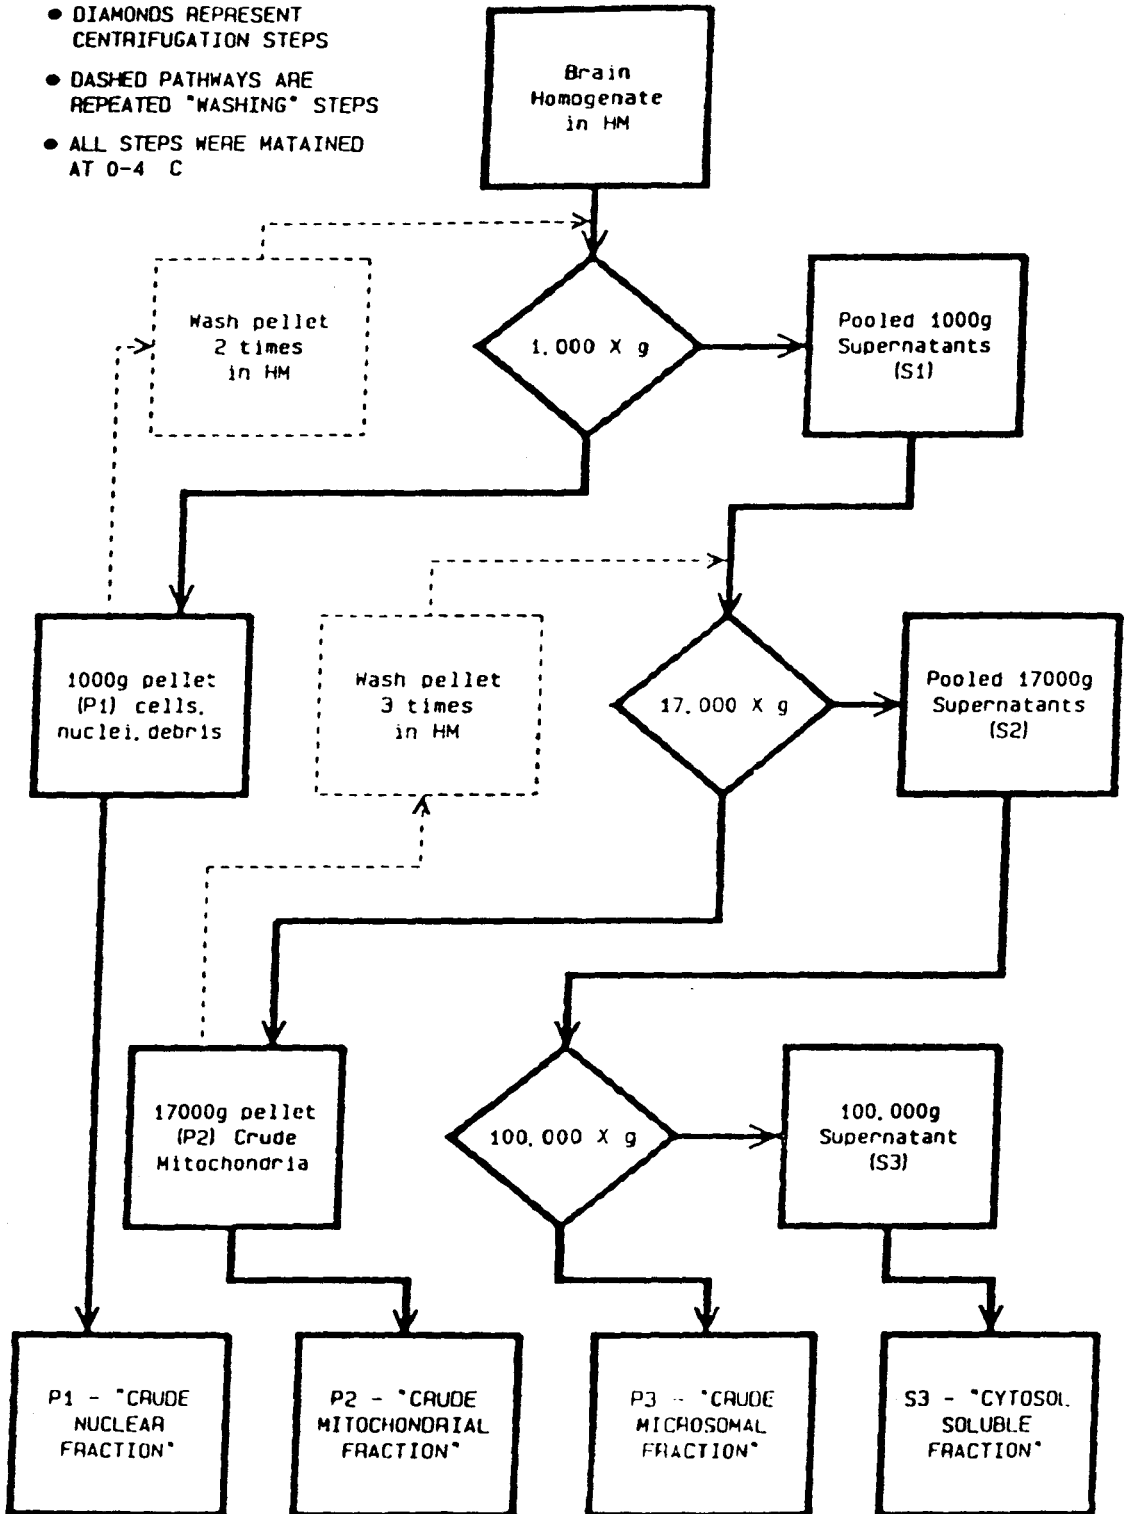 ● DIAMONDS REPRESENT
CENTRIFUGATION STEPS
● DASHED PATHWAYS ARE
REPEATED "WASHING" STEPS
● ALL STEPS WERE MATAINED
AT 0-4 C
Brain
Homogenate
in HM
Wash pellet
2 times
in HM
1,000 X g
Pooled 1000g
Supernatants
(S1)
1000g pellet
(P1) cells,
nuclei, debris
Wash pellet
3 times
in HM
17,000 X g
Pooled 17000g
Supernatants
(S2)
17000g pellet
(P2) Crude
Mitochondria
100,000 X g
100,000g
Supernatant
(S3)
P1 - "CRUDE
NUCLEAR
FRACTION"
P2 - "CRUDE
MITOCHONDRIAL
FRACTION"
P3 - "CRUDE
MICROSOMAL
FRACTION"
S3 - "CYTOSOL
SOLUBLE
FRACTION"